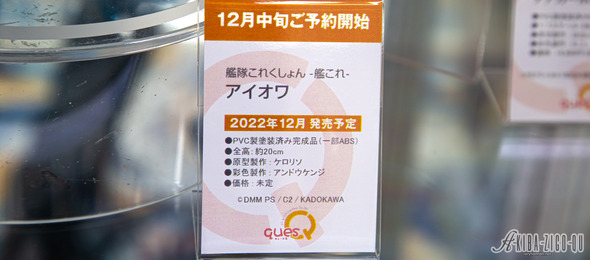 12月中旬ご予約開始
艦隊これくしょん -艦これ-
アイオワ
2022年12月 発売予定
●PVC製塗装済み完成品（一部ABS）
●全高：約20cm
●原型製作：ケロリソ
●彩色製作：アンドウケンジ
●価格：未定
©DMM PS / C2 / KADOKAWA
quesQ
AKIBA-ZIGO-QU